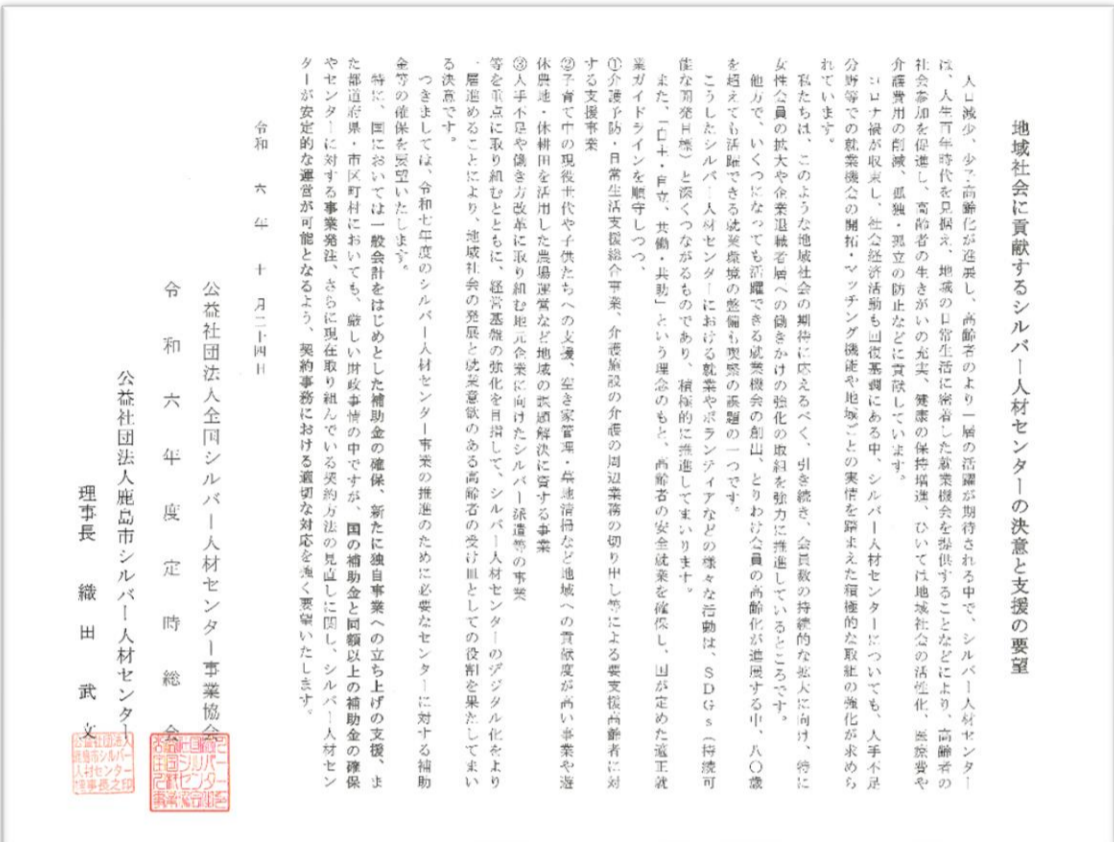 地域社会に貢献するシルバー人材センターの決意と支援の要望
人口減少、少子高齢化が進展し、高齢者のより一層の活躍が期待される中で、シルバー人材センター
は、人生百年時代を見据え、地域の日常生活に密着した就業機会を提供することなどにより、高齢者の
社会参加を促進し、高齢者の生きがいの充実、健康の保持増進、ひいては地域社会の活性化、医療費や
介護費用の削減、孤独・孤立の防止などに貢献しています。
コロナ禍が収束し、社会経済活動も回復基調にある中、シルバー人材センターについても、人手不足
分野等での就業機会の開拓・マッチング機能や地域ごとの実情を踏まえた積極的な取組の強化が求めら
れています。
私たちは、このような地域社会の期待に応えるべく、引き続き、会員数の持続的な拡大に向け、特に
女性会員の拡大や企業退職者層への働きかけの強化の取組を強力に推進しているところです。
他方で、いくつになっても活躍できる就業機会の創出、とりわけ会員の高齢化が進展する中、八〇歳
を超えても活躍できる就業環境の整備も喫緊の課題の一つです。
こうしたシルバー人材センターにおける就業やボランティアなどの様々な活動は、SDGs(持続可
能な開発目標)と深くつながるものであり、積極的に推進してまいります。
また、「自主・自立、共働・共助」という理念のもと、高齢者の安全就業を確保し、国が定めた適正就
業ガイドラインを順守しつつ、
①介護予防・日常生活支援総合事業、介護施設の介護の周辺業務の切り出し等による要支援高齢者に対
する支援事業
②子育て中の現役世代や子供たちへの支援、空き家管理・墓地清掃など地域への貢献度が高い事業や遊
休農地・休耕田を活用した農場運営など地域の課題解決に資する事業
③人手不足や働き方改革に取り組む地元企業に向けたシルバー派遣等の事業
等を重点に取り組むとともに、経営基盤の強化を目指して、シルバー人材センターのデジタル化をより
一層進めることにより、地域社会の発展と就業意欲のある高齢者の受け皿としての役割を果たしてまい
る決意です。
つきましては、令和七年度のシルバー人材センター事業の推進のために必要なセンターに対する補助
金等の確保を要望いたします。
特に、国においては一般会計をはじめとした補助金の確保、新たに独自事業への立ち上げの支援、ま
た都道府県・市区町村においても、厳しい財政事情の中ですが、国の補助金と同額以上の補助金の確保
やセンターに対する事業発注、さらに現在取り組んでいる契約方法の見直しに関し、シルバー人材セン
ターが安定的な運営が可能となるよう、契約事務における適切な対応を強く要望いたします。
令和六年十月二十四日
公益社団法人全国シルバー人材センター事業協会
令和六年度定時総会
公益社団法人鹿島市シルバー人材センター
理事長 織田 武文
公益社団法人
鹿島市シルバー
人材センター
理事長之印